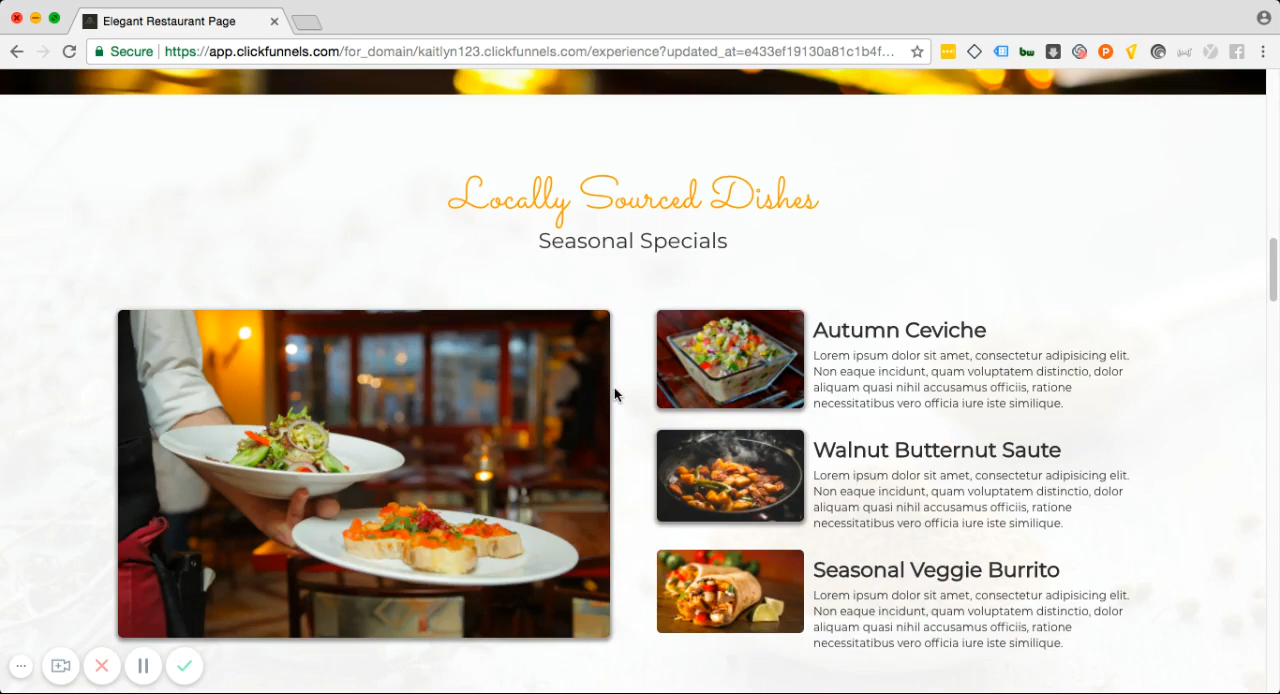 Elegant Restaurant Page
Secure
https://app.clickfunnels.com/for_domain/kaitlyn123.clickfunnels.com/experience?updated_at=e433ef19130a81c1b4f...
bw
P
Locally Sourced Dishes
Seasonal Specials
Autumn Ceviche
Lorem ipsum dolor sit amet, consectetur adipisicing elit.
Non eaque incidunt, quam voluptatem distinctio, dolor
aliquam quasi nihil accusamus officiis, ratione
necessitatibus vero officia iure iste similique.
Walnut Butternut Saute
Lorem ipsum dolor sit amet, consectetur adipisicing elit.
Non eaque incidunt, quam voluptatem distinctio, dolor
aliquam quasi nihil accusamus officiis, ratione
necessitatibus vero officia iure iste similique.
Seasonal Veggie Burrito
Lorem ipsum dolor sit amet, consectetur adipisicing elit.
Non eaque incidunt, quam voluptatem distinctio, dolor
aliquam quasi nihil accusamus officiis, ratione
necessitatibus vero officia iure iste similique.